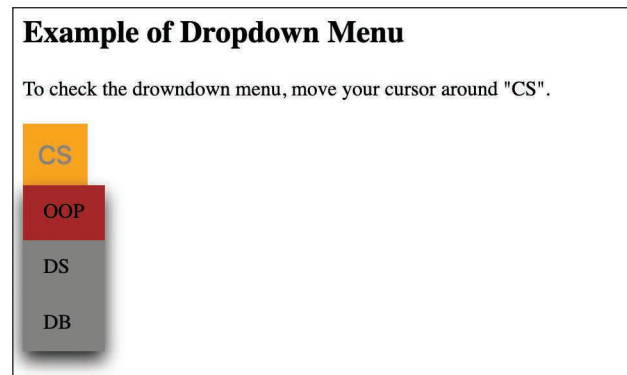 Example of Dropdown Menu
To check the drowndown menu, move your cursor around "CS".
CS
OOP
DS
DB